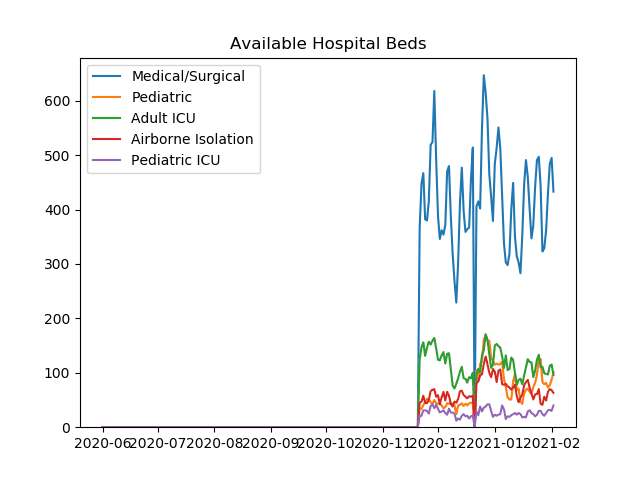 Available Hospital Beds
Medical/Surgical
Pediatric
Adult ICU
Airborne Isolation
Pediatric ICU
600
500
400
300
200
100
0
2020-06 2020-07 2020-08 2020-09 2020-10 2020-11 2020-12 2021-01 2021-02